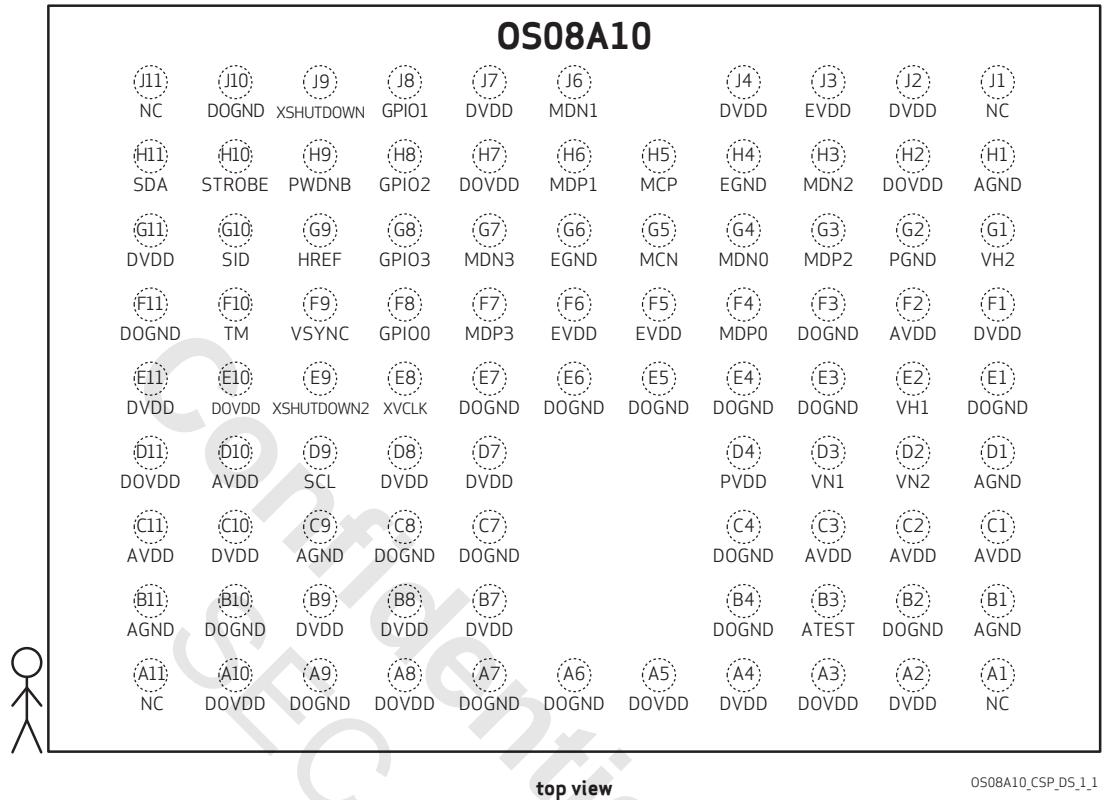 OS08A10
J11 J10 J9 J8 J7 J6 J4 J3 J2 J1
NC DOGND XSHUTDOWN GPIO1 DVDD MDN1 DVDD EVDD DVDD NC
H11 H10 H9 H8 H7 H6 H5 H4 H3 H2 H1
SDA STROBE PWDNB GPIO2 DOVDD MDP1 MCP EGND MDN2 DOVDD AGND
G11 G10 G9 G8 G7 G6 G5 G4 G3 G2 G1
DVDD SID HREF GPIO3 MDN3 EGND MCN MDN0 MDP2 PGND VH2
F11 F10 F9 F8 F7 F6 F5 F4 F3 F2 F1
DOGND TM VSYNC GPIO0 MDP3 EVDD EVDD MDP0 DOGND AVDD DVDD
E11 E10 E9 E8 E7 E6 E5 E4 E3 E2 E1
DVDD DOVDD XSHUTDOWN2 XVCLK DOGND DOGND DOGND DOGND DOGND VH1 DOGND
D11 D10 D9 D8 D7 D4 D3 D2 D1
DOVDD AVDD SCL DVDD DVDD PVDD VN1 VN2 AGND
C11 C10 C9 C8 C7 C4 C3 C2 C1
AVDD DVDD AGND DOGND DOGND DOGND AVDD AVDD AVDD
B11 B10 B9 B8 B7 B4 B3 B2 B1
AGND DOGND DVDD DVDD DVDD DOGND ATEST DOGND AGND
A11 A10 A9 A8 A7 A6 A5 A4 A3 A2 A1
NC DOVDD DOGND DOVDD DOGND DOGND DOVDD DVDD DOVDD DVDD NC
top view
OS08A10_CSP_DS_1_1